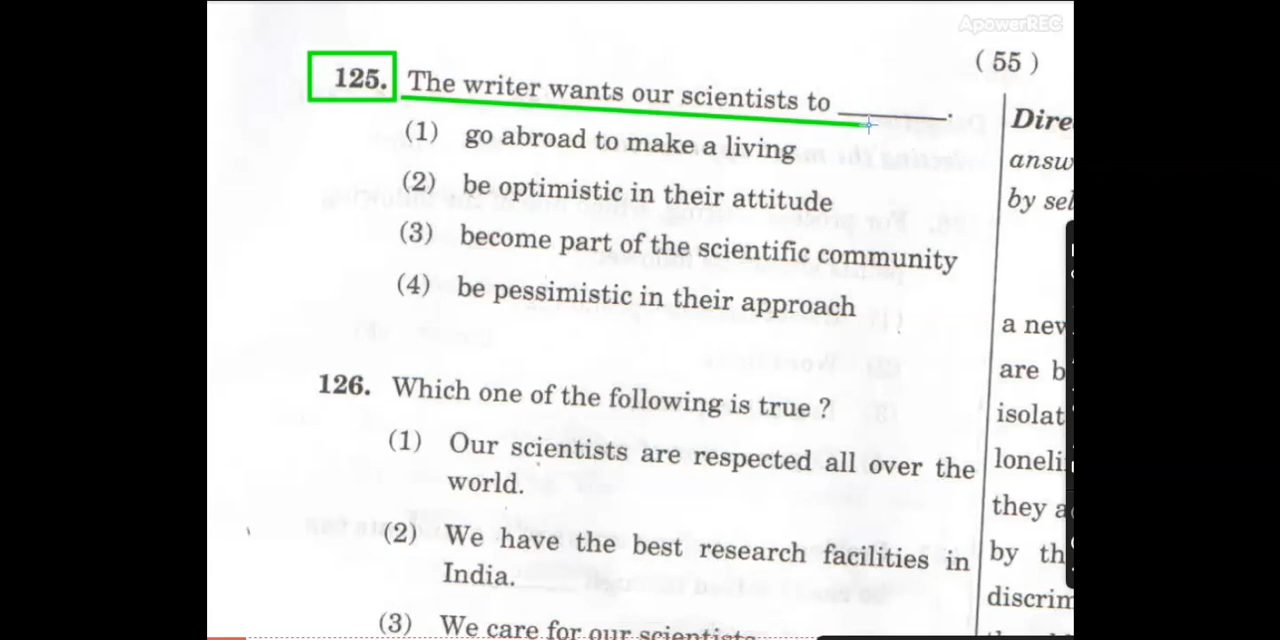 ApowerREC
( 55 )
125. The writer wants our scientists to ______.
(1) go abroad to make a living
(2) be optimistic in their attitude
(3) become part of the scientific community
(4) be pessimistic in their approach
126. Which one of the following is true ?
(1) Our scientists are respected all over the
world.
(2) We have the best research facilities in
India.
(3) We care for our scientists
Dire
answ
by sel
a new
are b
isolat
loneli
they a
by th
discrim